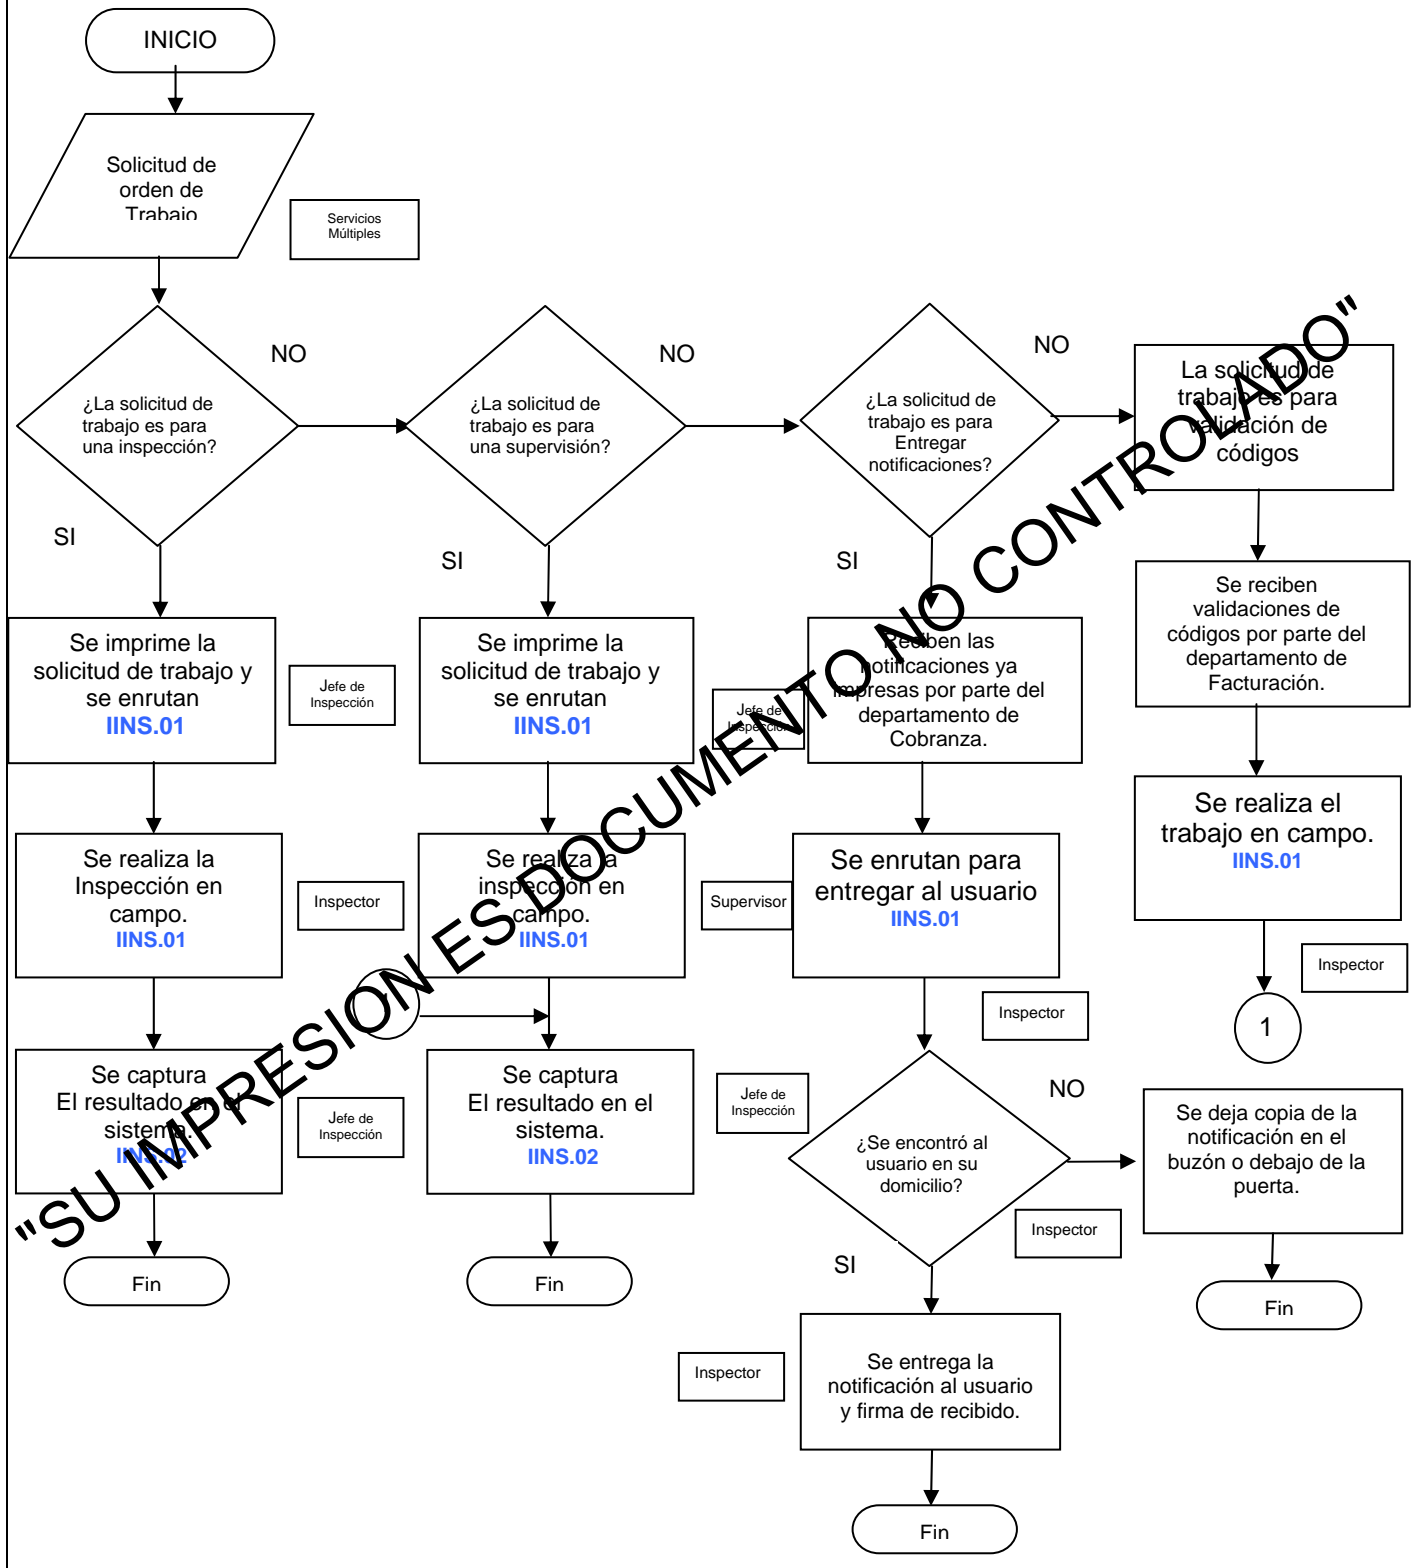 INICIO
Solicitud de
orden de
Trabajo
Servicios
Múltiples
NO
NO
NO
¿La solicitud de
trabajo es para
una inspección?
¿La solicitud de
trabajo es para
una supervisión?
¿La solicitud de
trabajo es para
Entregar
notificaciones?
La solicitud de
trabajo es para
validación de
códigos
SI
SI
SI
Se reciben
validaciones de
códigos por parte del
departamento de
Facturación.
Se imprime la
solicitud de trabajo y
se enrutan
IINS.01
Jefe de
Inspección
Se imprime la
solicitud de trabajo y
se enrutan
IINS.01
Jefe de
Inspección
Reciben las
notificaciones ya
impresas por parte del
departamento de
Cobranza.
Se realiza el
trabajo en campo.
IINS.01
Se realiza la
Inspección en
campo.
IINS.01
Inspector
Se realiza la
inspección en
campo.
IINS.01
Supervisor
Se enrutan para
entregar al usuario
IINS.01
Inspector
Inspector
1
Se captura
El resultado en el
sistema.
IINS.02
Jefe de
Inspección
Se captura
El resultado en el
sistema.
IINS.02
Jefe de
Inspección
¿Se encontró al
usuario en su
domicilio?
NO
Se deja copia de la
notificación en el
buzón o debajo de la
puerta.
Inspector
SI
Fin
Fin
Fin
Inspector
Se entrega la
notificación al usuario
y firma de recibido.
Fin
"SU IMPRESION ES DOCUMENTO NO CONTROLADO"